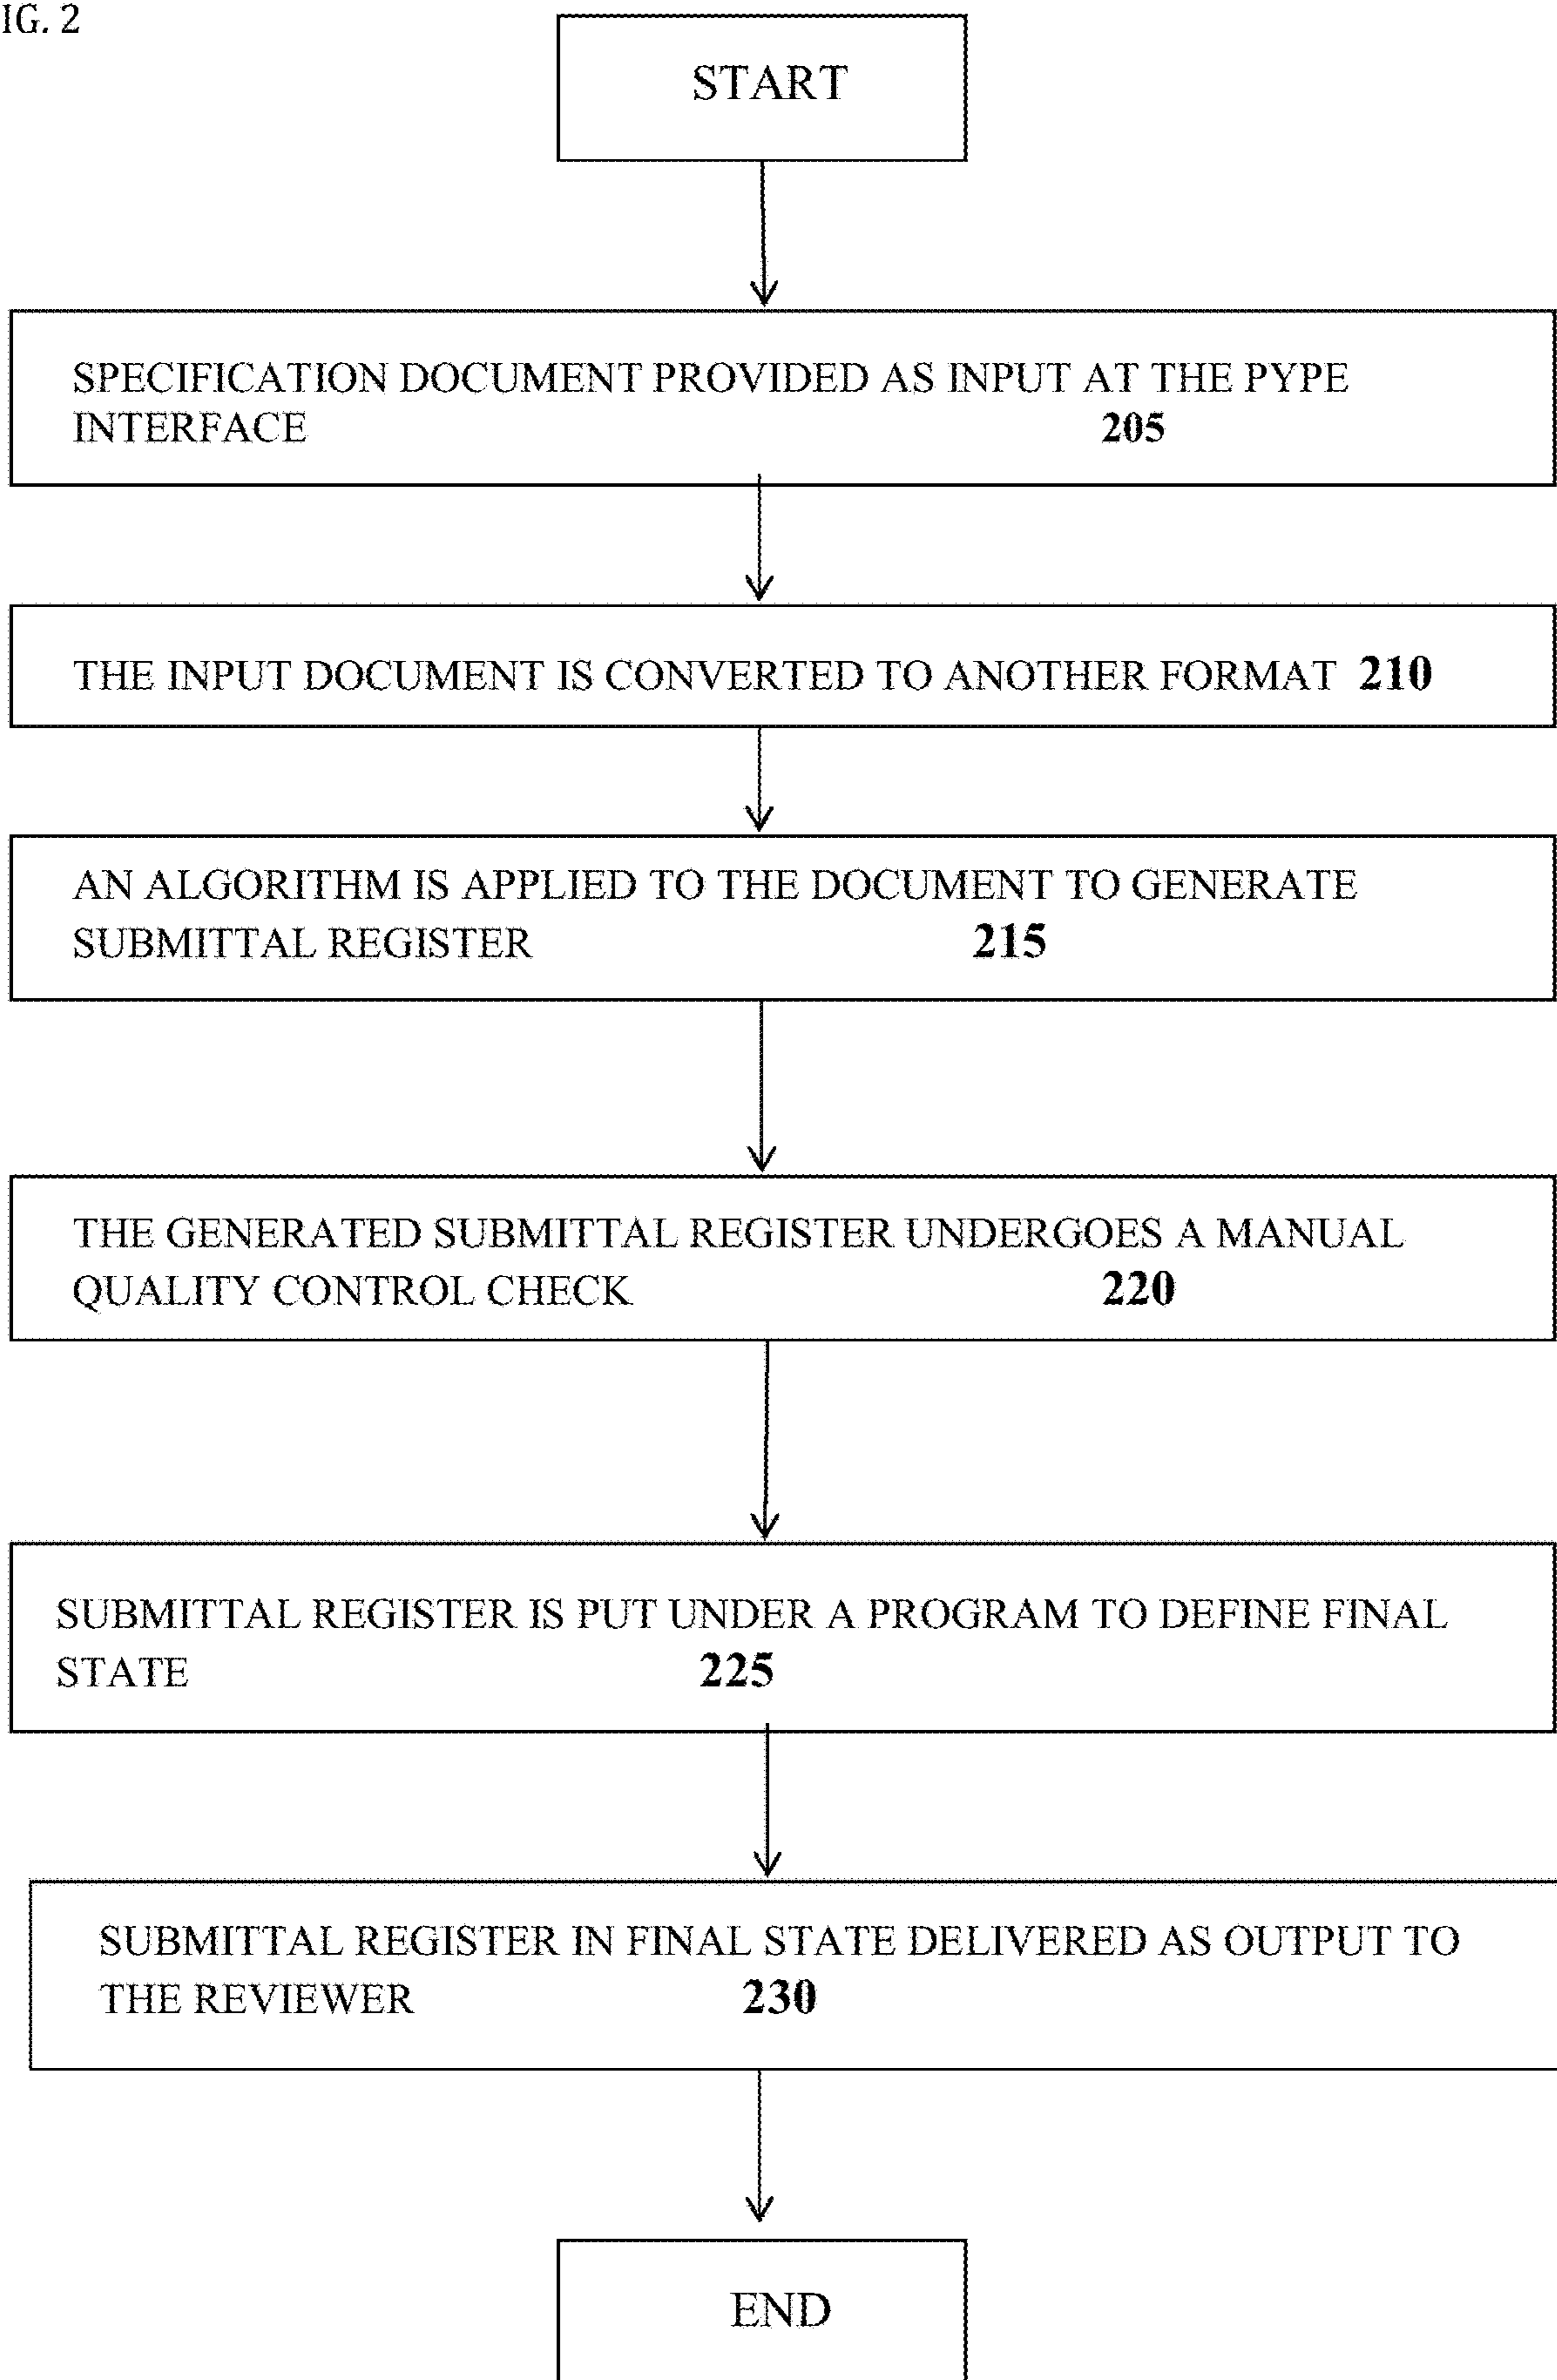 IG. 2
START
SPECIFICATION DOCUMENT PROVIDED AS INPUT AT THE PYPE
INTERFACE 205
THE INPUT DOCUMENT IS CONVERTED TO ANOTHER FORMAT 210
AN ALGORITHM IS APPLIED TO THE DOCUMENT TO GENERATE
SUBMITTAL REGISTER 215
THE GENERATED SUBMITTAL REGISTER UNDERGOES A MANUAL
QUALITY CONTROL CHECK 220
SUBMITTAL REGISTER IS PUT UNDER A PROGRAM TO DEFINE FINAL
STATE 225
SUBMITTAL REGISTER IN FINAL STATE DELIVERED AS OUTPUT TO
THE REVIEWER 230
END